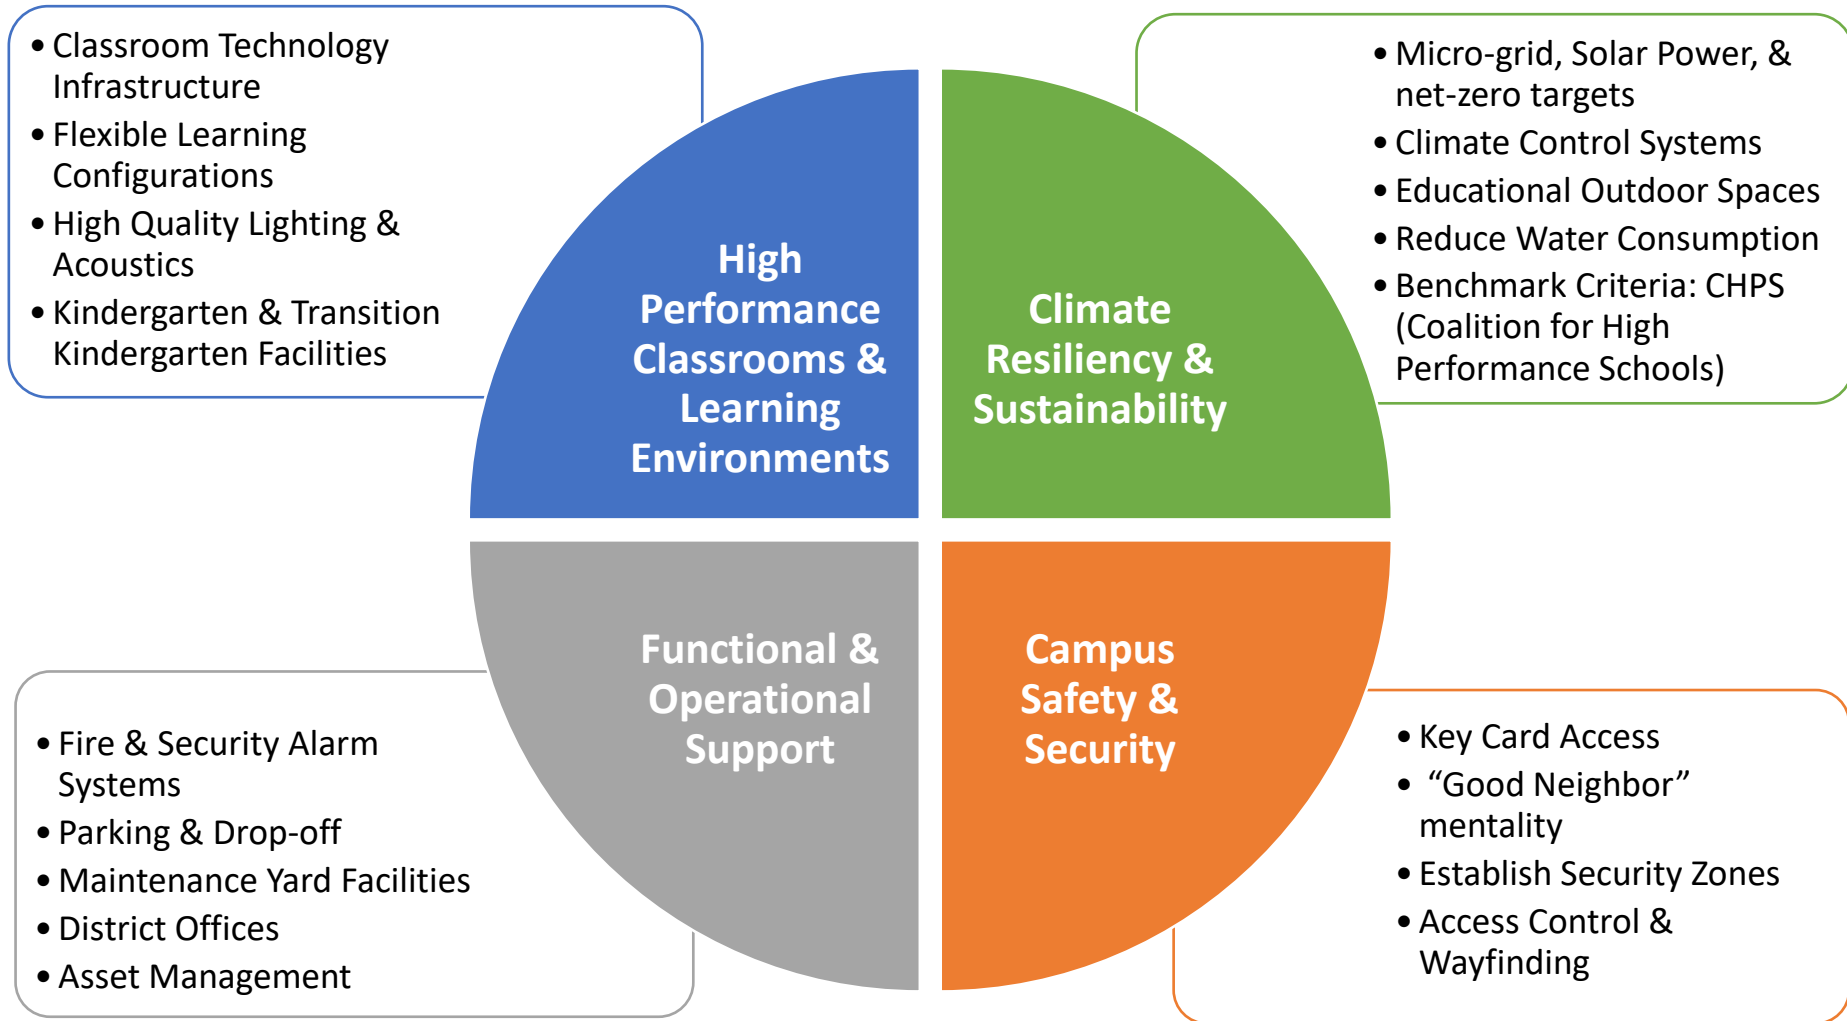 • Classroom Technology
Infrastructure
• Flexible Learning
Configurations
• High Quality Lighting &
Acoustics
• Kindergarten & Transition
Kindergarten Facilities
High
Performance
Classrooms &
Learning
Environments
Climate
Resiliency &
Sustainability
• Micro-grid, Solar Power, &
net-zero targets
• Climate Control Systems
• Educational Outdoor Spaces
• Reduce Water Consumption
• Benchmark Criteria: CHPS
(Coalition for High
Performance Schools)
• Fire & Security Alarm
Systems
• Parking & Drop-off
• Maintenance Yard Facilities
• District Offices
• Asset Management
Functional &
Operational
Support
Campus
Safety &
Security
• Key Card Access
• “Good Neighbor”
mentality
• Establish Security Zones
• Access Control &
Wayfinding